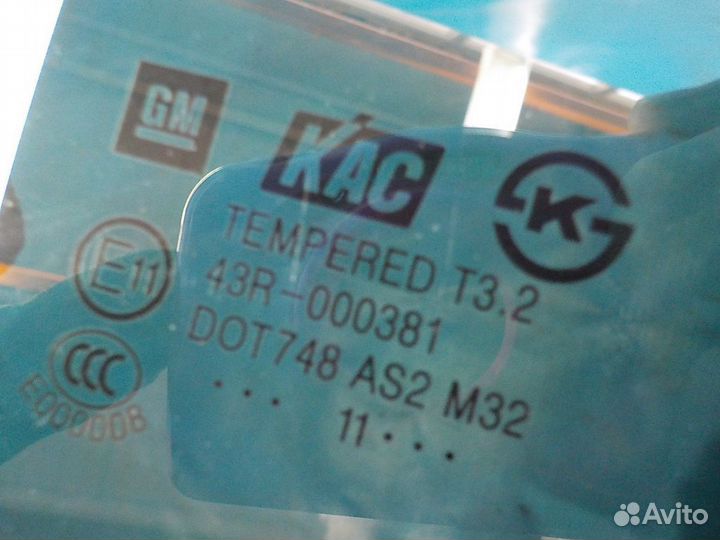 GM
KAC
K
E11
TEMPERED T3.2
43R-000381
DOT748 AS2 M32
CCC
E000008
... 11 ...
Avito